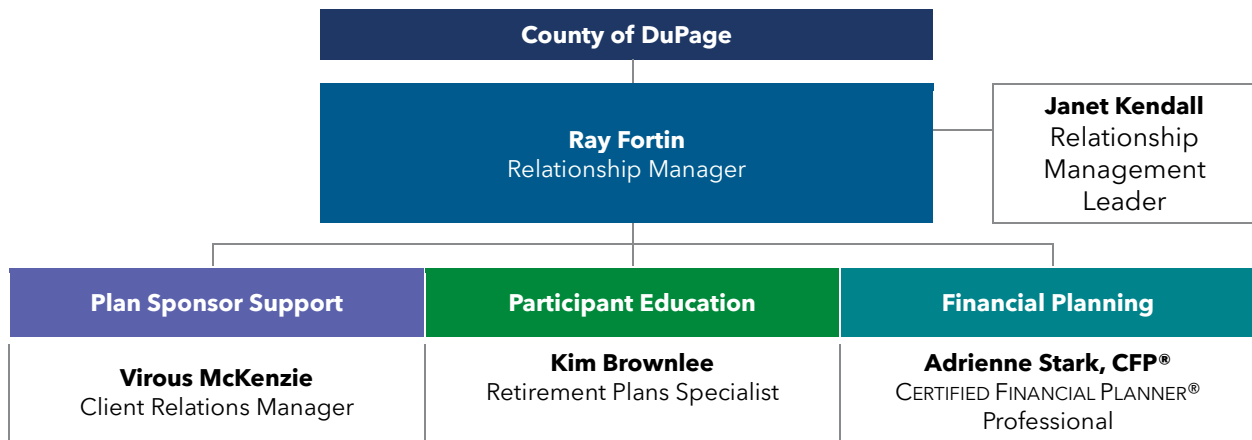 County of DuPage
Ray Fortin
Relationship Manager
Janet Kendall
Relationship
Management
Leader
Plan Sponsor Support
Participant Education
Financial Planning
Virous McKenzie
Client Relations Manager
Kim Brownlee
Retirement Plans Specialist
Adrienne Stark, CFP®
CERTIFIED FINANCIAL PLANNER®
Professional